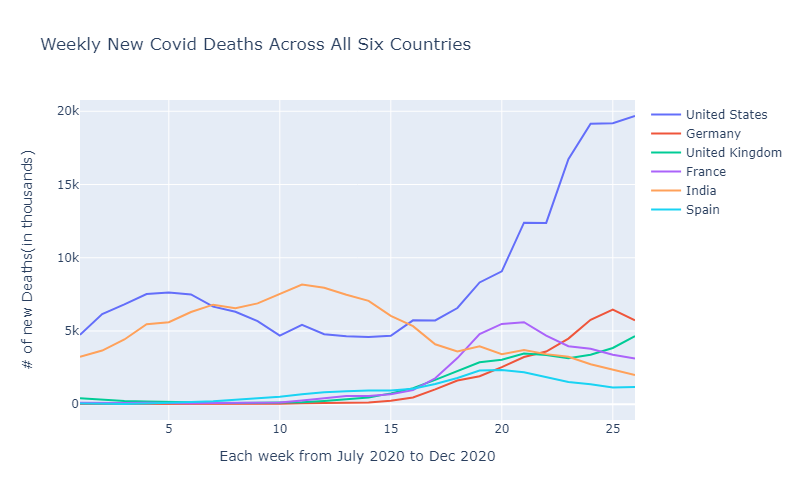 Weekly New Covid Deaths Across All Six Countries
# of new Deaths(in thousands)
20k
15k
10k
5k
0
5
10
15
20
25
Each week from July 2020 to Dec 2020
United States
Germany
United Kingdom
France
India
Spain